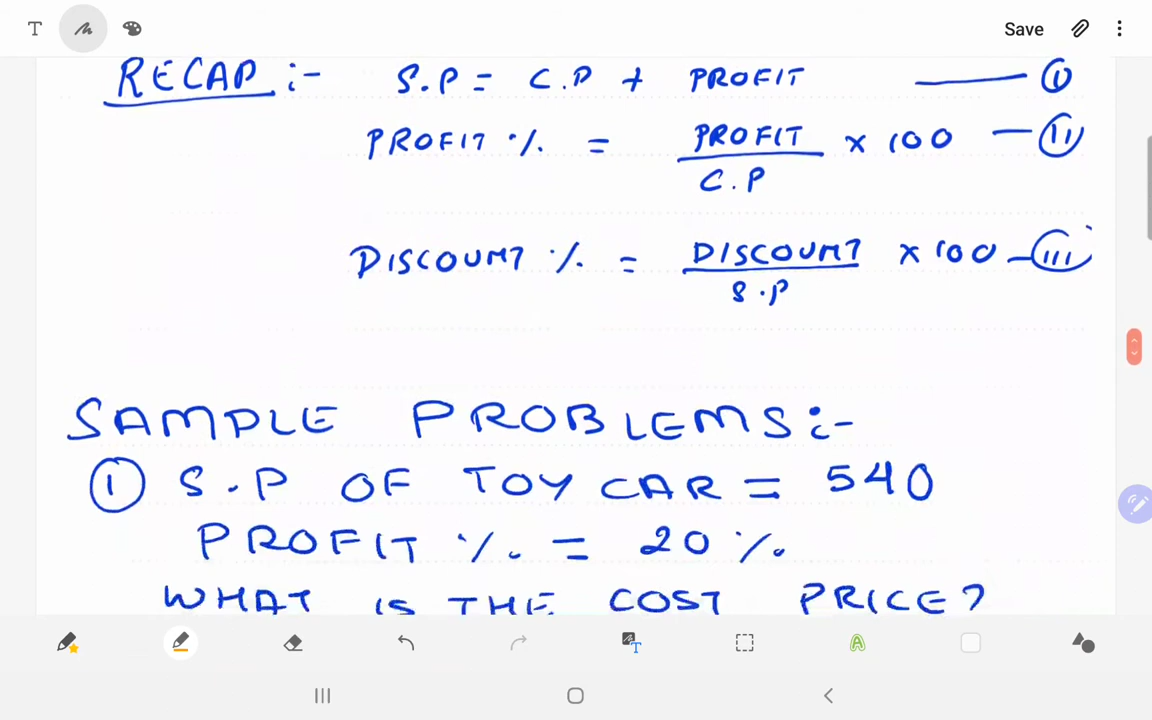 T Save
RECAP :- S.P = C.P + PROFIT — (I)
PROFIT % = PROFIT / C.P × 100 — (II)
DISCOUNT % = DISCOUNT / S.P × 100 — (III)
SAMPLE PROBLEMS :-
(1) S.P OF TOY CAR = 540
PROFIT % = 20 %.
WHAT IS THE COST PRICE?